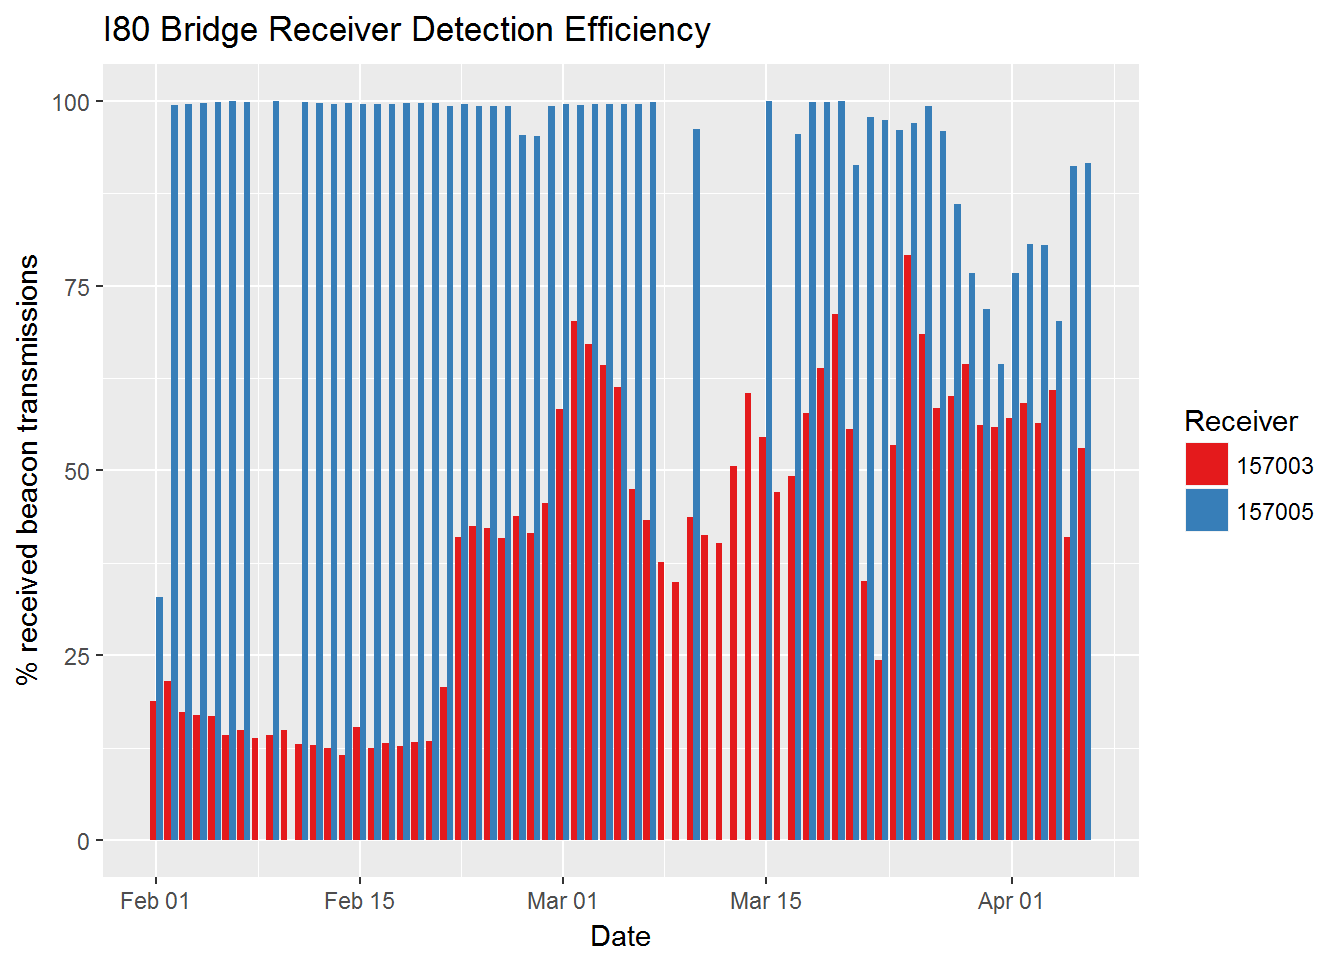 I80 Bridge Receiver Detection Efficiency
% received beacon transmissions
100
75
50
25
0
Feb 01
Feb 15
Mar 01
Mar 15
Apr 01
Date
Receiver
157003
157005